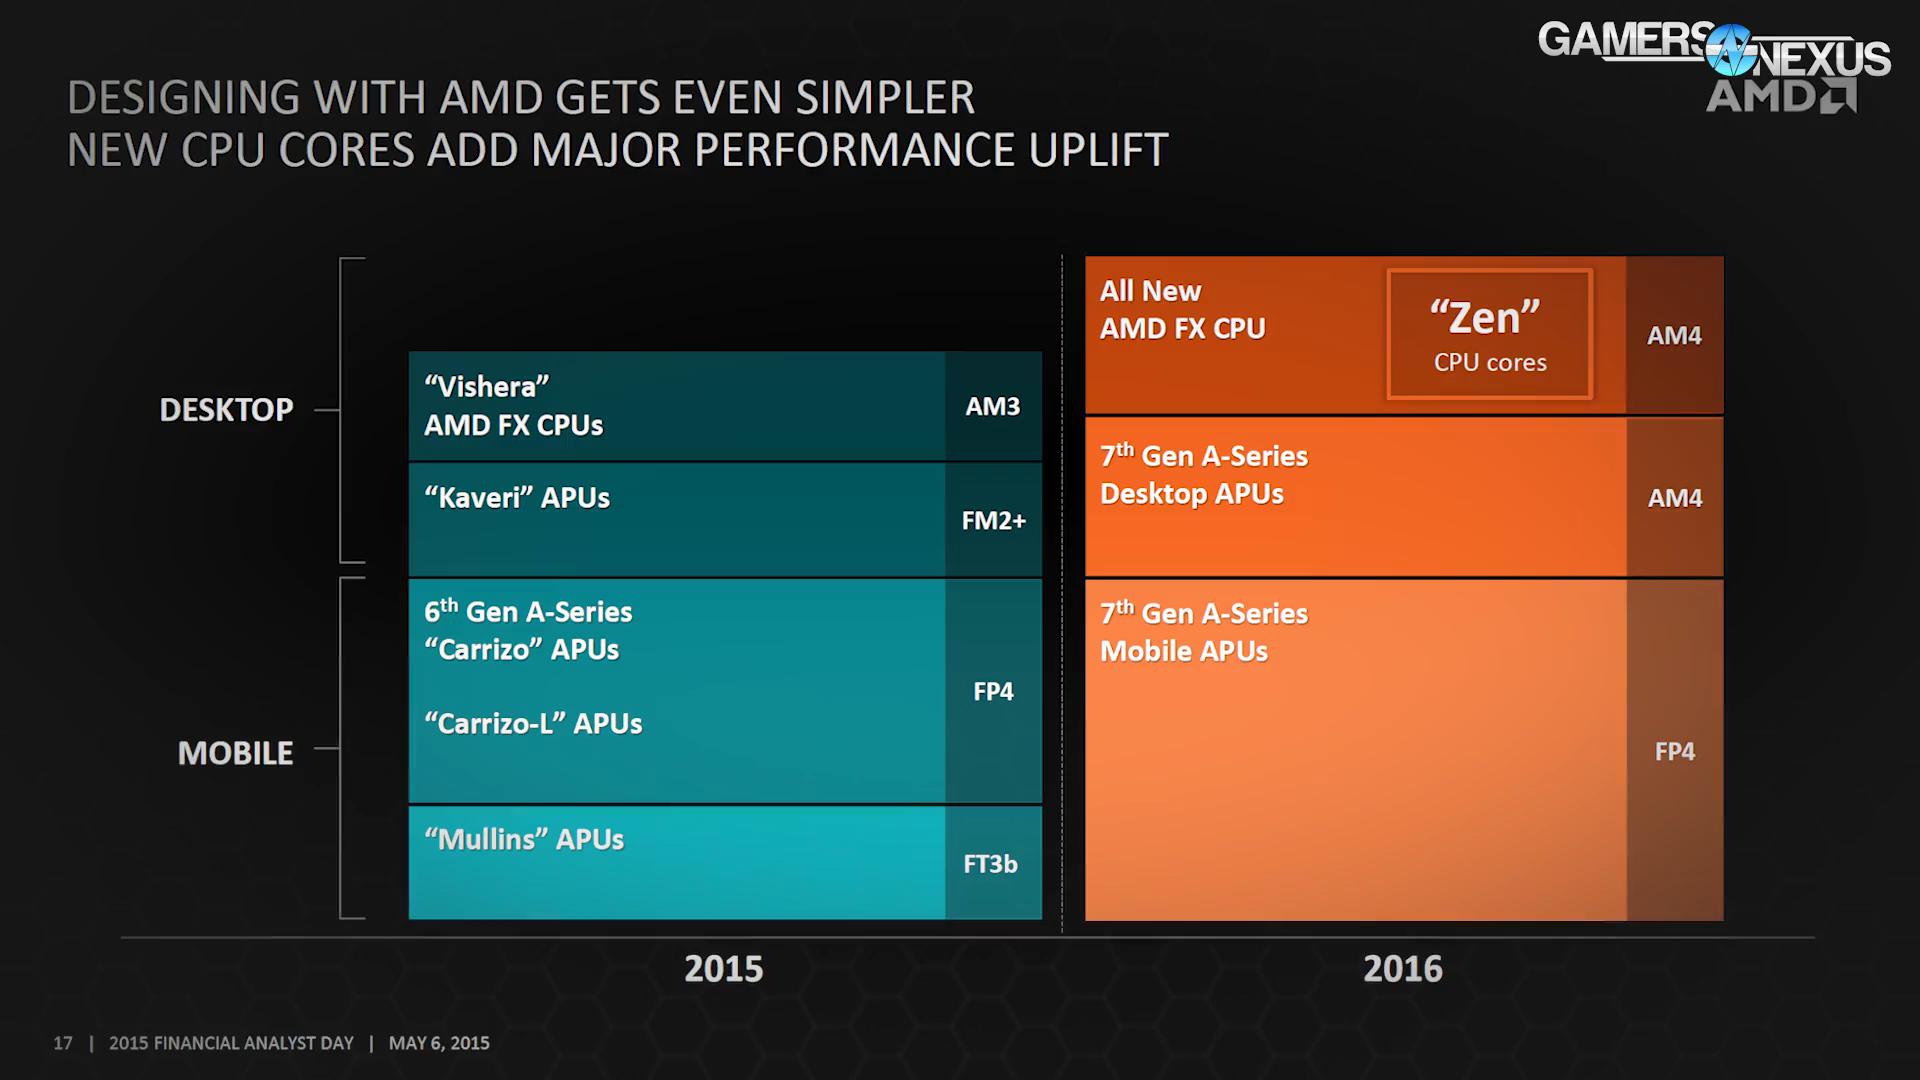 GAMERS NEXUS
AMD
DESIGNING WITH AMD GETS EVEN SIMPLER
NEW CPU CORES ADD MAJOR PERFORMANCE UPLIFT
DESKTOP
“Vishera”
AMD FX CPUs
AM3
“Kaveri” APUs
FM2+
MOBILE
6th Gen A-Series
“Carrizo” APUs
“Carrizo-L” APUs
FP4
“Mullins” APUs
FT3b
All New
AMD FX CPU
“Zen”
CPU cores
AM4
7th Gen A-Series
Desktop APUs
AM4
7th Gen A-Series
Mobile APUs
FP4
2015
2016
17 | 2015 FINANCIAL ANALYST DAY | MAY 6, 2015